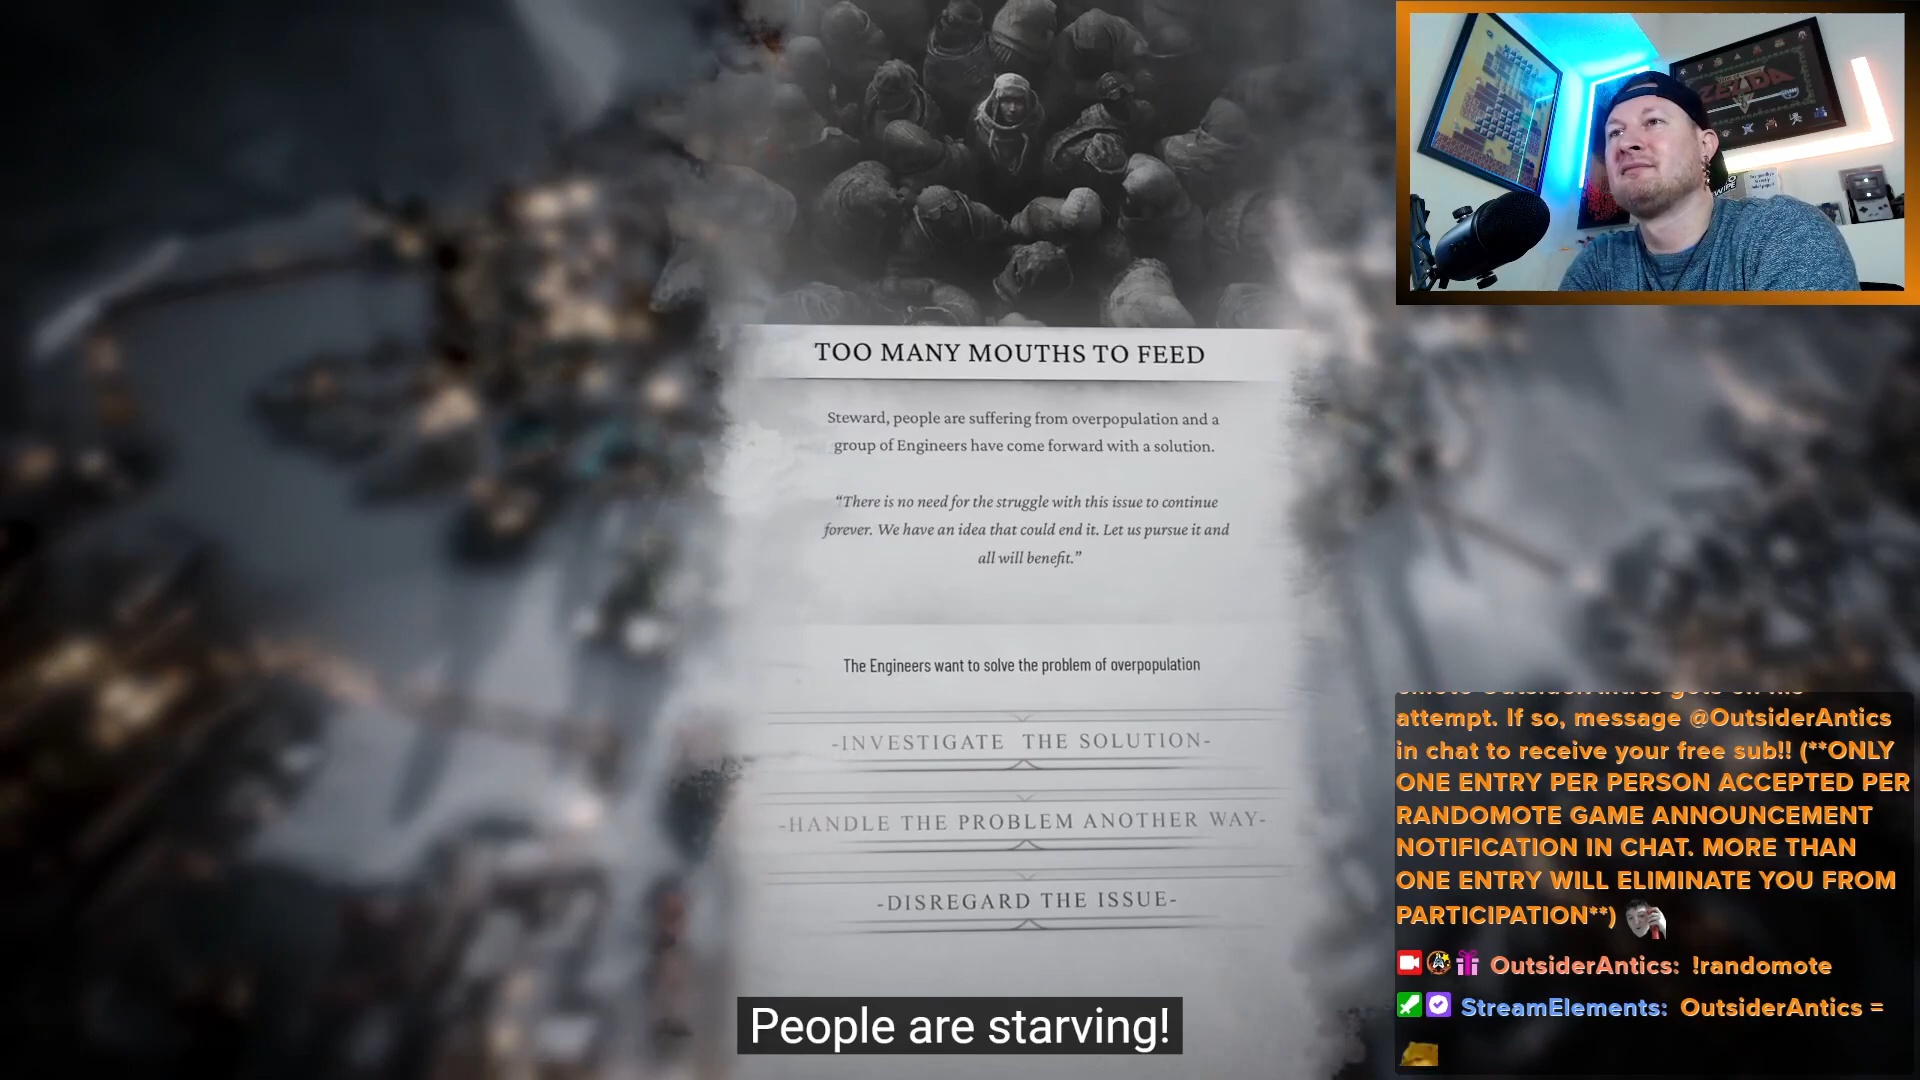 TOO MANY MOUTHS TO FEED
Steward, people are suffering from overpopulation and a
group of Engineers have come forward with a solution.
“There is no need for the struggle with this issue to continue
forever. We have an idea that could end it. Let us pursue it and
all will benefit.”
The Engineers want to solve the problem of overpopulation
-INVESTIGATE THE SOLUTION-
-HANDLE THE PROBLEM ANOTHER WAY-
-DISREGARD THE ISSUE-
People are starving!
ZELDA
attempt. If so, message @OutsiderAntics
in chat to receive your free sub!! (**ONLY
ONE ENTRY PER PERSON ACCEPTED PER
RANDOMOTE GAME ANNOUNCEMENT
NOTIFICATION IN CHAT. MORE THAN
ONE ENTRY WILL ELIMINATE YOU FROM
PARTICIPATION**)
OutsiderAntics: !randomote
StreamElements: OutsiderAntics =